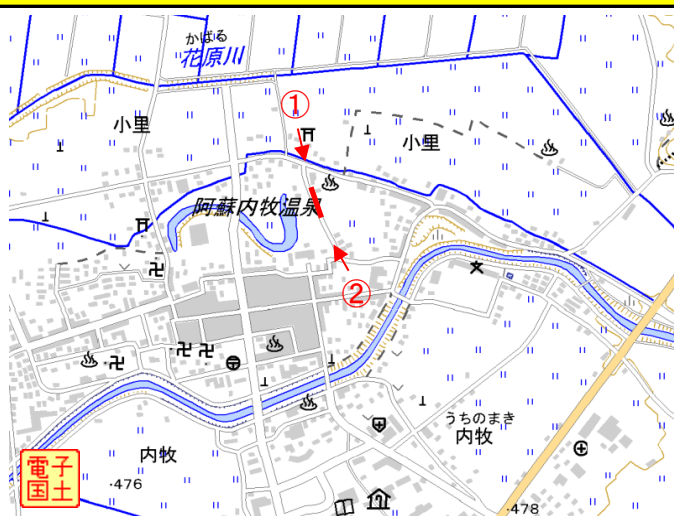 かばる
花原川
①
小里
小里
阿蘇内牧温泉
②
うちのまき
内牧
内牧
·476
·478
電子
国土